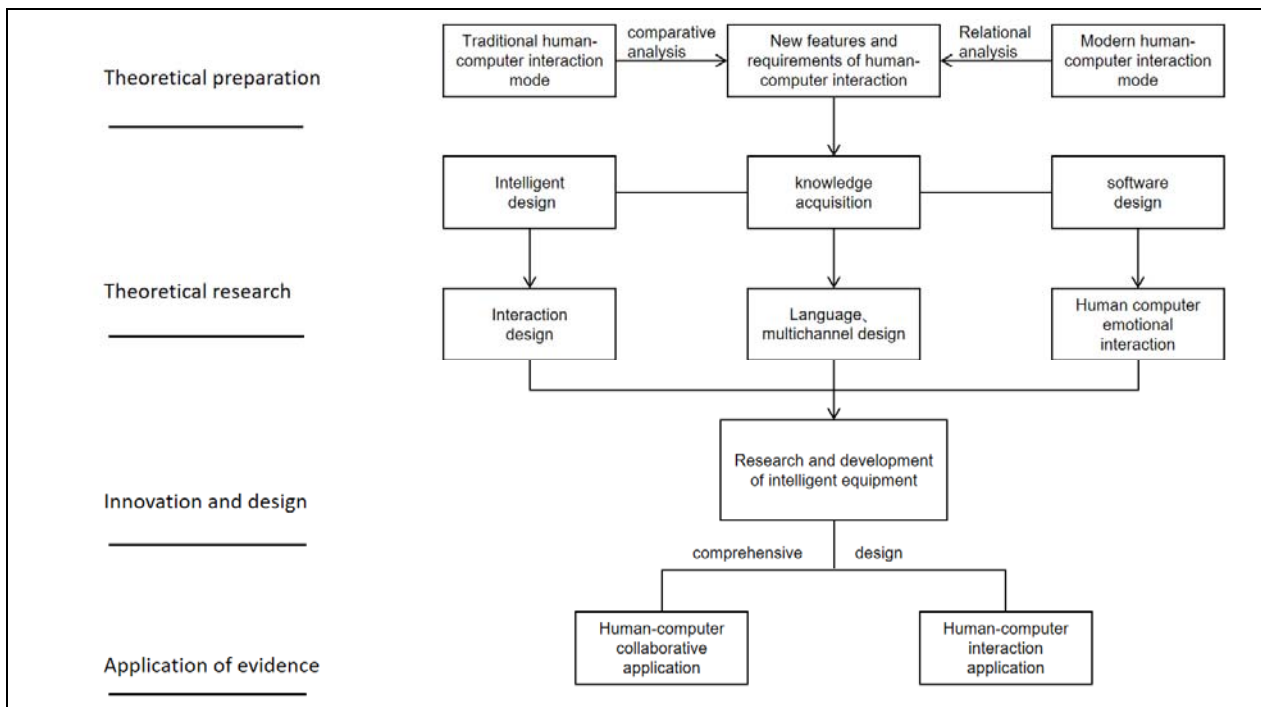 Theoretical preparation
Traditional human-
computer interaction
mode
comparative
analysis
New features and
requirements of human-
computer interaction
Relational
analysis
Modern human-
computer interaction
mode
Intelligent
design
knowledge
acquisition
software
design
Theoretical research
Interaction
design
Language、
multichannel design
Human computer
emotional
interaction
Innovation and design
Research and development
of intelligent equipment
comprehensive design
Application of evidence
Human-computer
collaborative
application
Human-computer
interaction
application